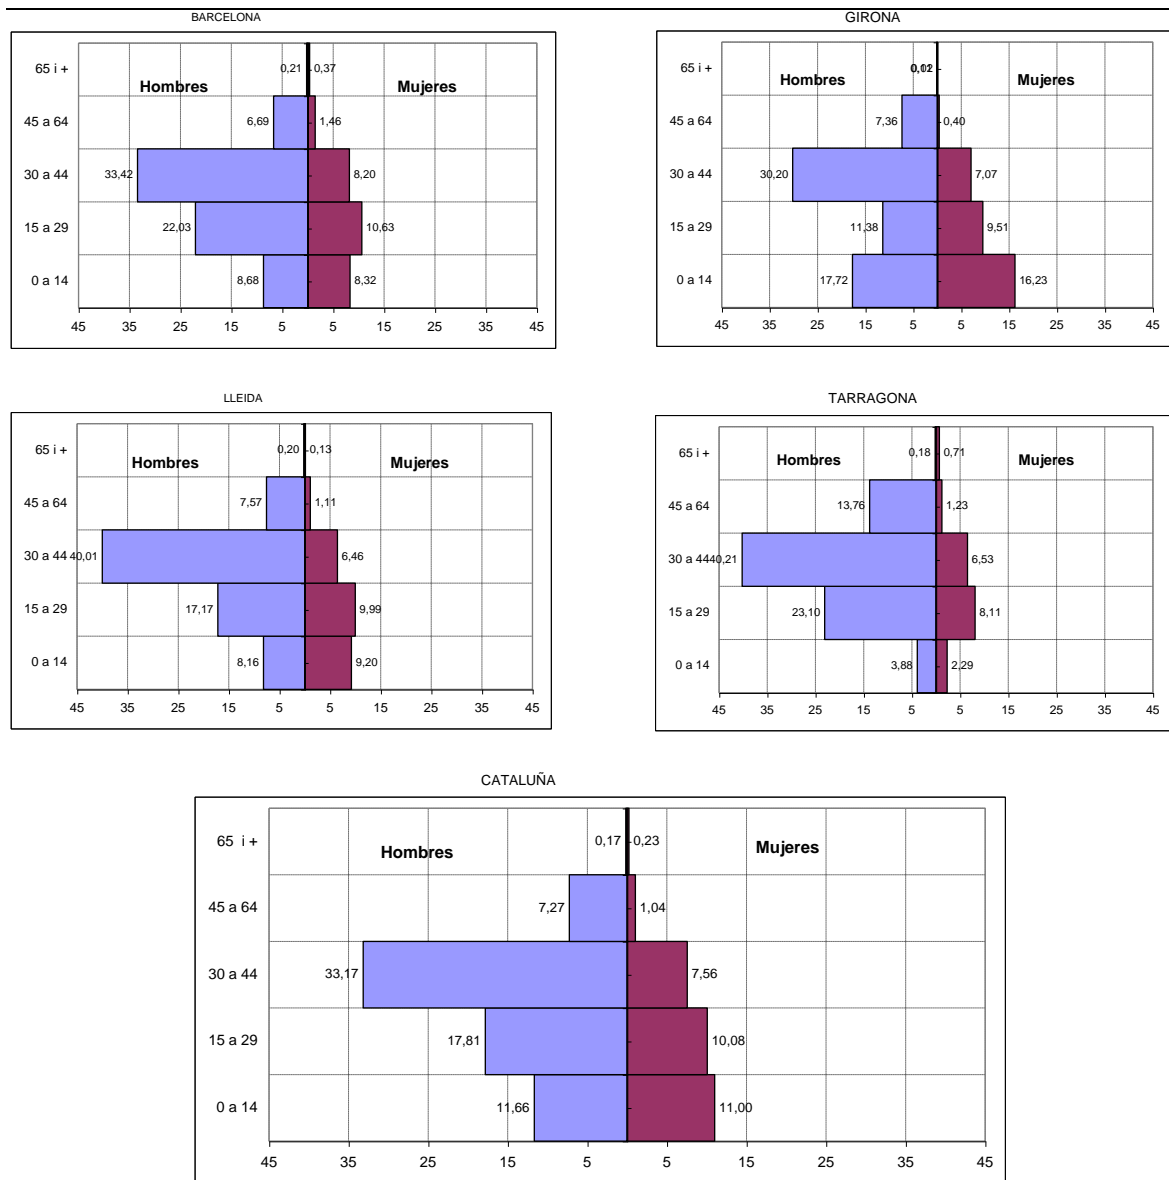 BARCELONA
Hombres Mujeres
65 i + 0,21 0,37
45 a 64 6,69 1,46
30 a 44 33,42 8,20
15 a 29 22,03 10,63
0 a 14 8,68 8,32
45 35 25 15 5 5 15 25 35 45
GIRONA
Hombres Mujeres
65 i + 0,02
45 a 64 7,36 0,40
30 a 44 30,20 7,07
15 a 29 11,38 9,51
0 a 14 17,72 16,23
45 35 25 15 5 5 15 25 35 45
LLEIDA
Hombres Mujeres
65 i + 0,20 0,13
45 a 64 7,57 1,11
30 a 44 40,01 6,46
15 a 29 17,17 9,99
0 a 14 8,16 9,20
45 35 25 15 5 5 15 25 35 45
TARRAGONA
Hombres Mujeres
65 i + 0,18 0,71
45 a 64 13,76 1,23
30 a 44 40,21 6,53
15 a 29 23,10 8,11
0 a 14 3,88 2,29
45 35 25 15 5 5 15 25 35 45
CATALUÑA
Hombres Mujeres
65 i + 0,17 0,23
45 a 64 7,27 1,04
30 a 44 33,17 7,56
15 a 29 17,81 10,08
0 a 14 11,66 11,00
45 35 25 15 5 5 15 25 35 45